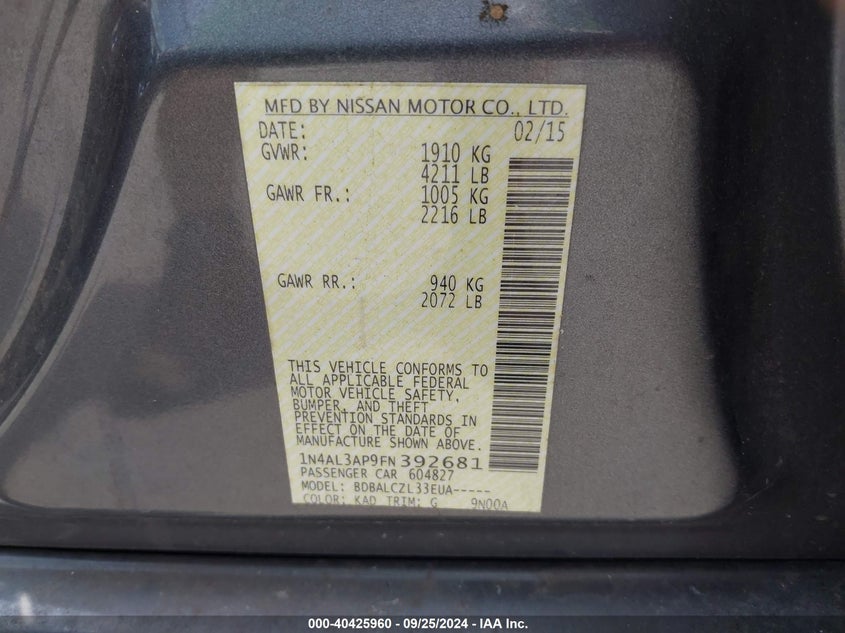 MFD BY NISSAN MOTOR CO., LTD.
DATE: 02/15
GVWR: 1910 KG
4211 LB
GAWR FR.: 1005 KG
2216 LB
GAWR RR.: 940 KG
2072 LB
THIS VEHICLE CONFORMS TO
ALL APPLICABLE FEDERAL
MOTOR VEHICLE SAFETY,
BUMPER, AND THEFT
PREVENTION STANDARDS IN
EFFECT ON THE DATE OF
MANUFACTURE SHOWN ABOVE.
1N4AL3AP9FN392681
PASSENGER CAR 604827
MODEL: BDBALCZL33EUA-----
COLOR: KAD TRIM: G 9N00A
000-40425960 - 09/25/2024 - IAA Inc.